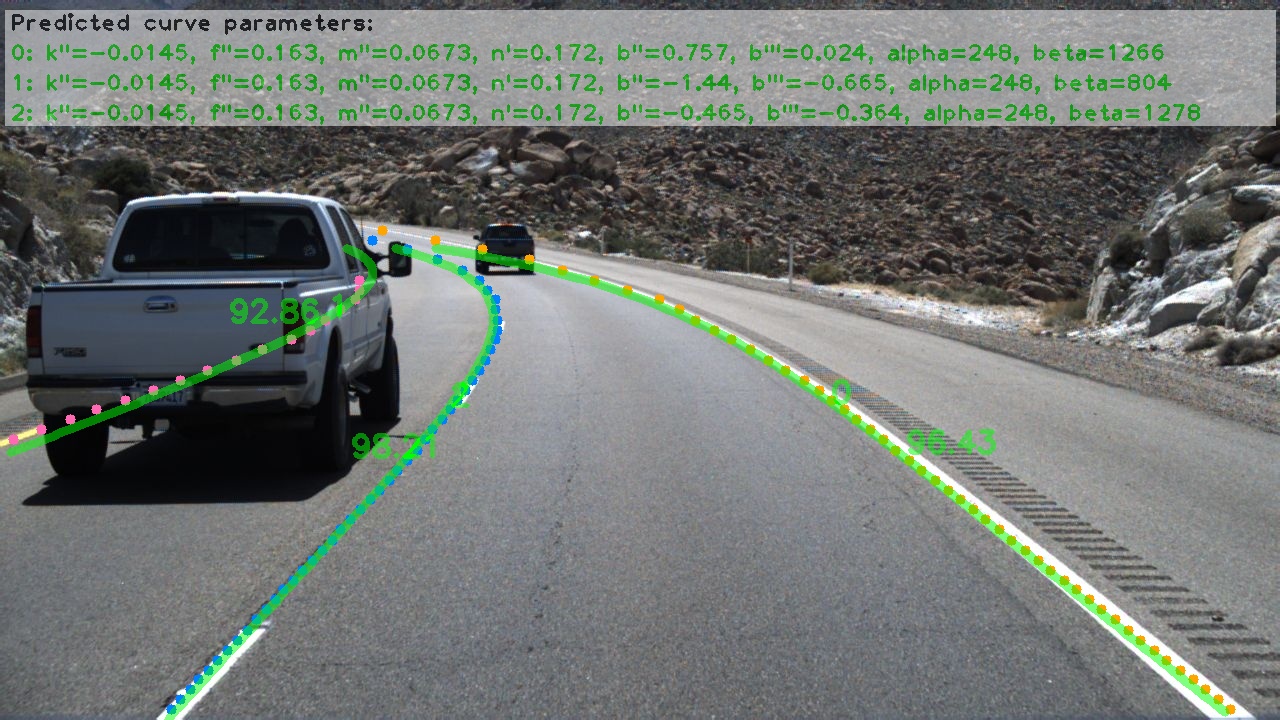 Predicted curve parameters:
0: k''=-0.0145, f''=0.163, m''=0.0673, n'=0.172, b''=0.757, b'''=0.024, alpha=248, beta=1266
1: k''=-0.0145, f''=0.163, m''=0.0673, n'=0.172, b''=-1.44, b'''=-0.665, alpha=248, beta=804
2: k''=-0.0145, f''=0.163, m''=0.0673, n'=0.172, b''=-0.465, b'''=-0.364, alpha=248, beta=1278
92.86
1
2
0
98.21